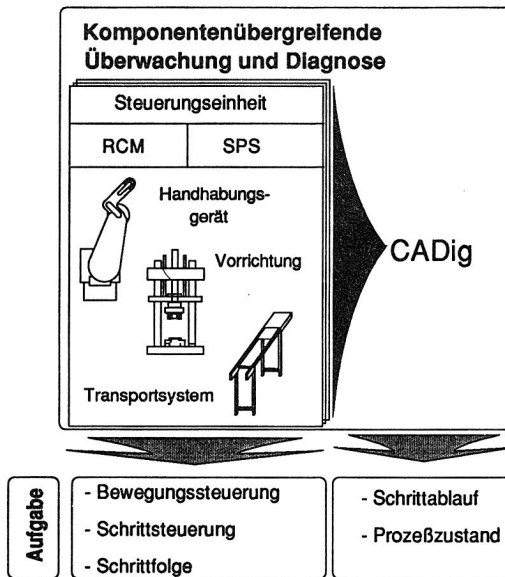 Komponentenübergreifende
Überwachung und Diagnose
Steuerungseinheit
RCM
SPS
Handhabungs-
gerät
Vorrichtung
Transportsystem
CADig
Aufgabe
- Bewegungssteuerung
- Schrittsteuerung
- Schrittfolge
- Schrittablauf
- Prozeßzustand